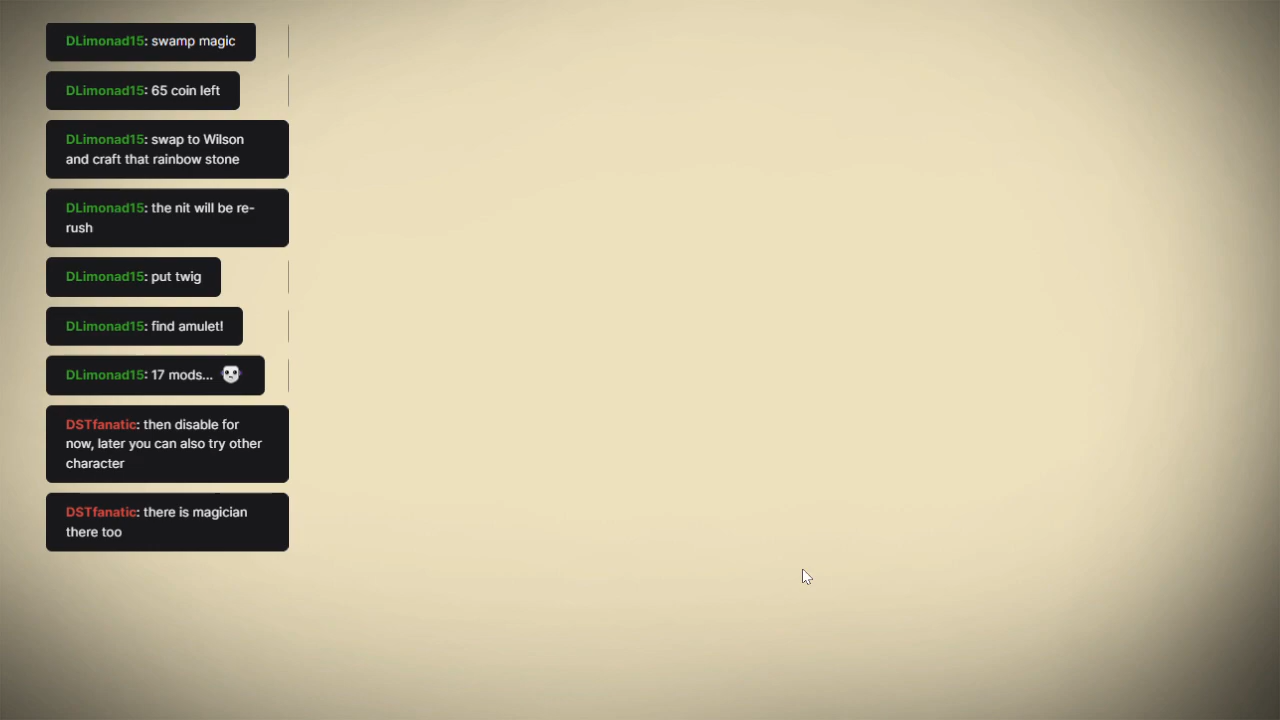 DLimonad15: swamp magic
DLimonad15: 65 coin left
DLimonad15: swap to Wilson
and craft that rainbow stone
DLimonad15: the nit will be re-
rush
DLimonad15: put twig
DLimonad15: find amulet!
DLimonad15: 17 mods...
DSTfanatic: then disable for
now, later you can also try other
character
DSTfanatic: there is magician
there too